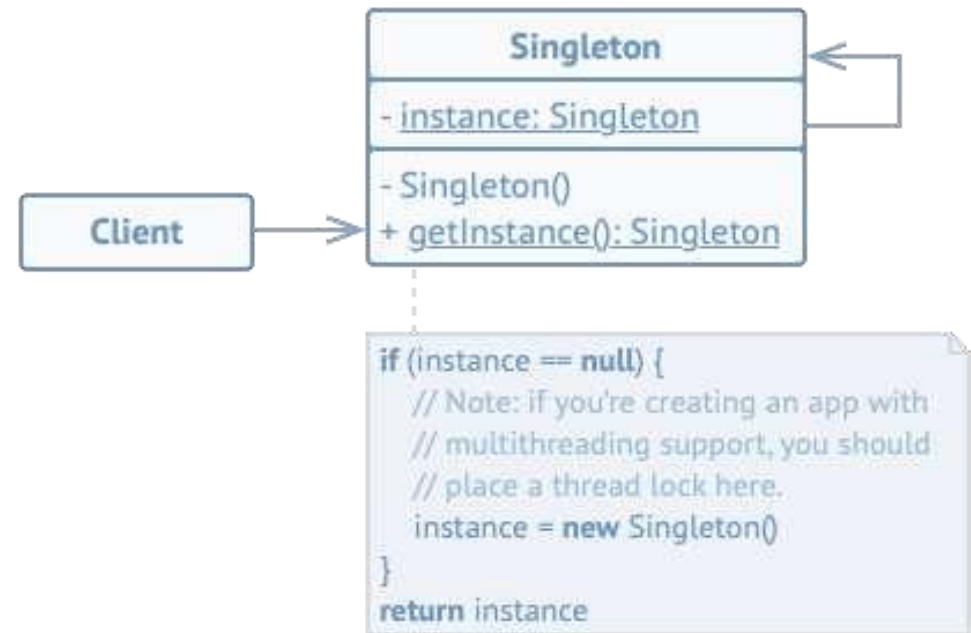 Singleton
- instance: Singleton
- Singleton()
+ getInstance(): Singleton
Client
if (instance == null) {
// Note: if you're creating an app with
// multithreading support, you should
// place a thread lock here.
instance = new Singleton()
}
return instance